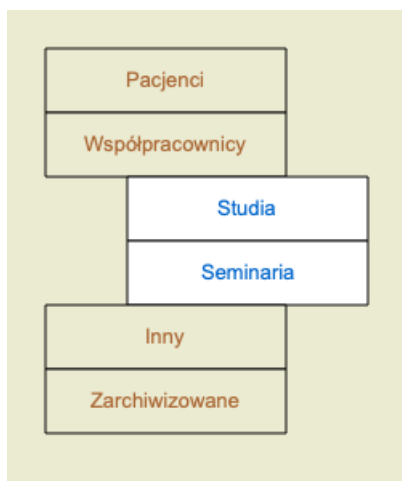 Pacjenci
Współpracownicy
Studia
Seminaria
Inny
Zarchiwizowane